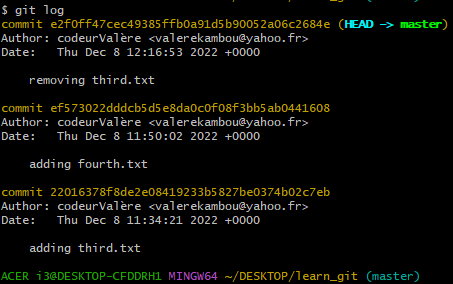 $ git log
commit e2f0ff47cec49385ffb0a91d5b90052a06c2684e (HEAD -> master)
Author: codeurValère <valerekambou@yahoo.fr>
Date:   Thu Dec 8 12:16:53 2022 +0000
    removing third.txt
commit ef573022dddcb5d5e8da0c0f08f3bb5ab0441608
Author: codeurValère <valerekambou@yahoo.fr>
Date:   Thu Dec 8 11:50:02 2022 +0000
    adding fourth.txt
commit 22016378f8de2e08419233b5827be0374b02c7eb
Author: codeurValère <valerekambou@yahoo.fr>
Date:   Thu Dec 8 11:34:21 2022 +0000
    adding third.txt
ACER i3@DESKTOP-CFDDRH1 MINGW64 ~/DESKTOP/learn_git (master)